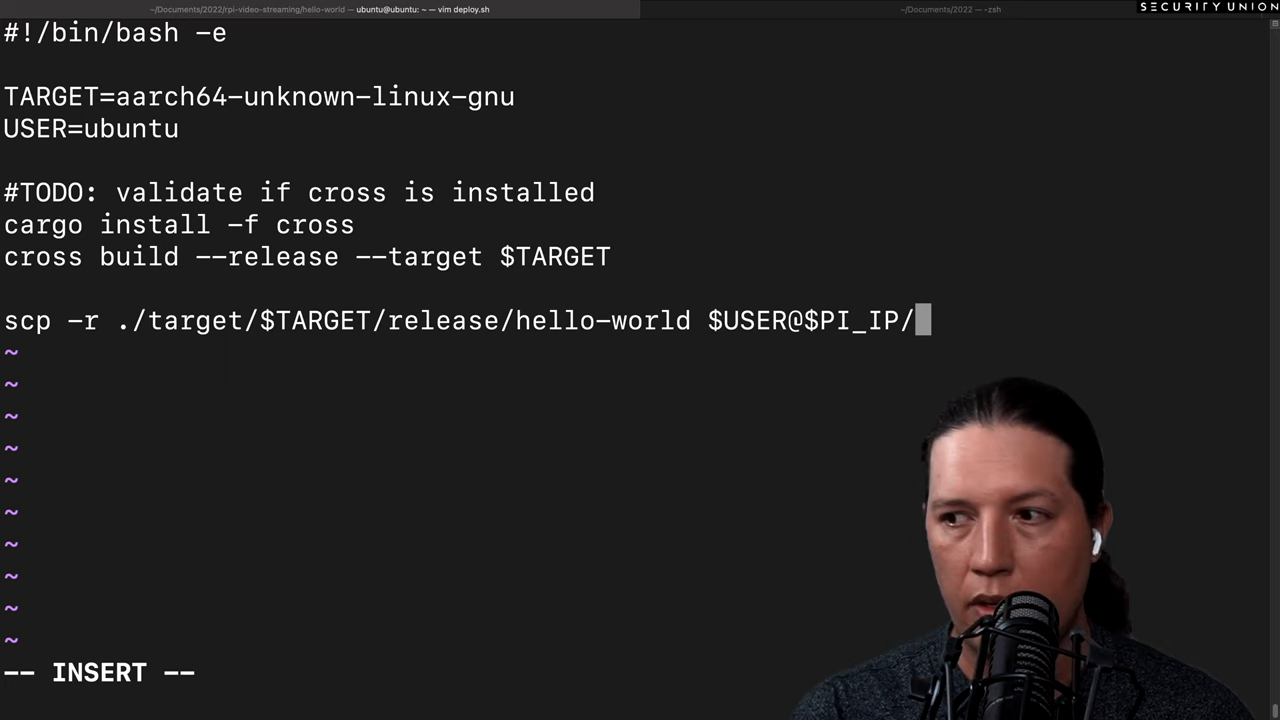 ~/Documents/2022/rpi-video-streaming/hello-world • ubuntu@ubuntu: ~ — vim deploy.sh
~/Documents/2022 — -zsh
SECURITY UNION
#!/bin/bash -e
TARGET=aarch64-unknown-linux-gnu
USER=ubuntu
#TODO: validate if cross is installed
cargo install -f cross
cross build --release --target $TARGET
scp -r ./target/$TARGET/release/hello-world $USER@$PI_IP/
~
~
~
~
~
~
~
~
~
~
-- INSERT --